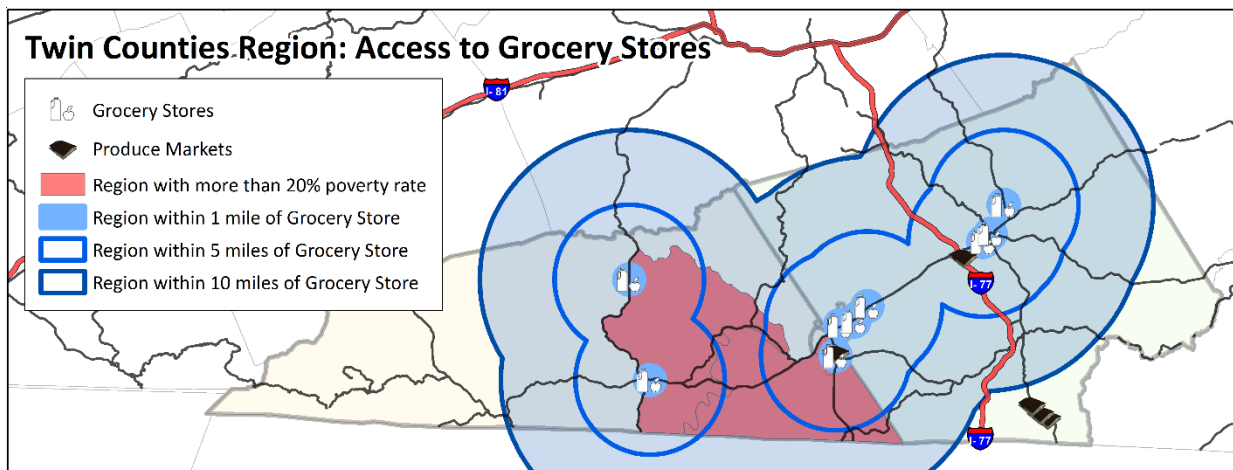 Twin Counties Region: Access to Grocery Stores
I- 81
Grocery Stores
Produce Markets
Region with more than 20% poverty rate
Region within 1 mile of Grocery Store
Region within 5 miles of Grocery Store
Region within 10 miles of Grocery Store
I- 77
I- 77